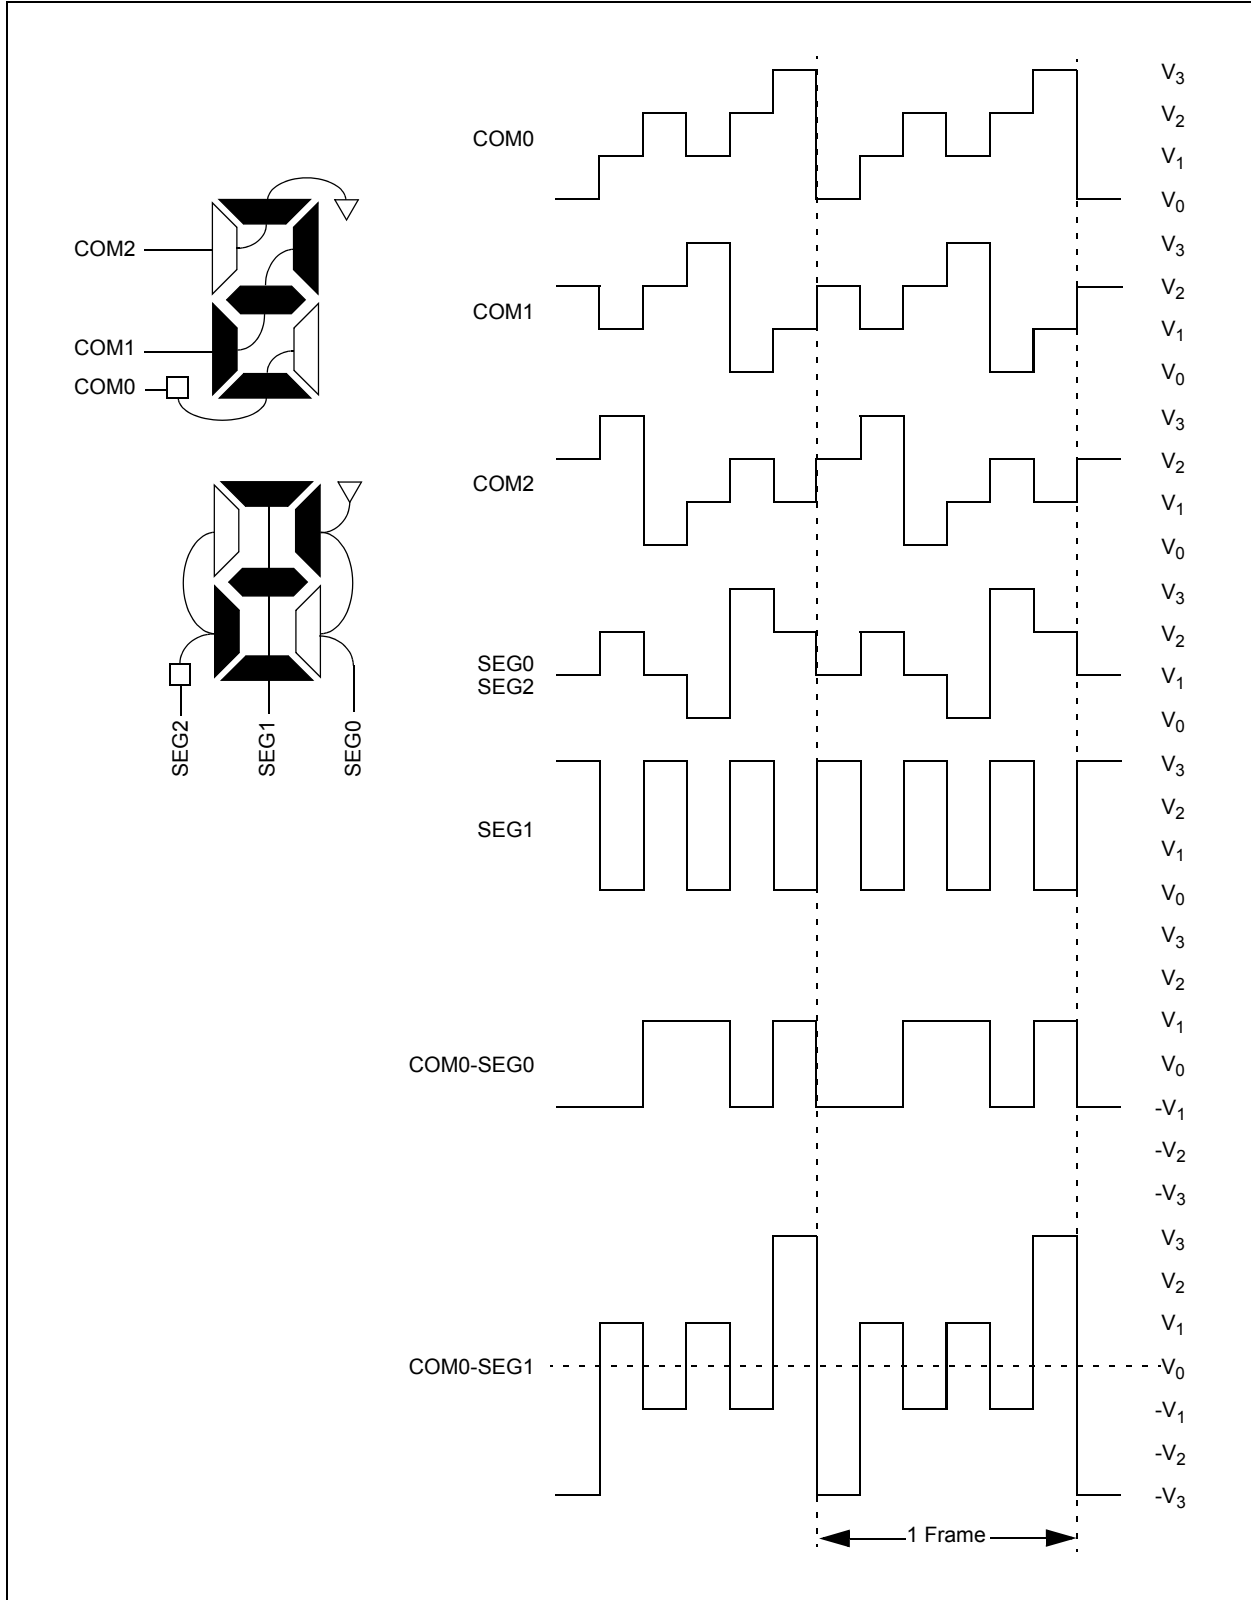 COM2
COM1
COM0
SEG2
SEG1
SEG0
COM0
V3
V2
V1
V0
COM1
V3
V2
V1
V0
COM2
V3
V2
V1
V0
SEG0
SEG2
V3
V2
V1
V0
SEG1
V3
V2
V1
V0
COM0-SEG0
V3
V2
V1
V0
-V1
-V2
-V3
COM0-SEG1
V3
V2
V1
V0
-V1
-V2
-V3
1 Frame